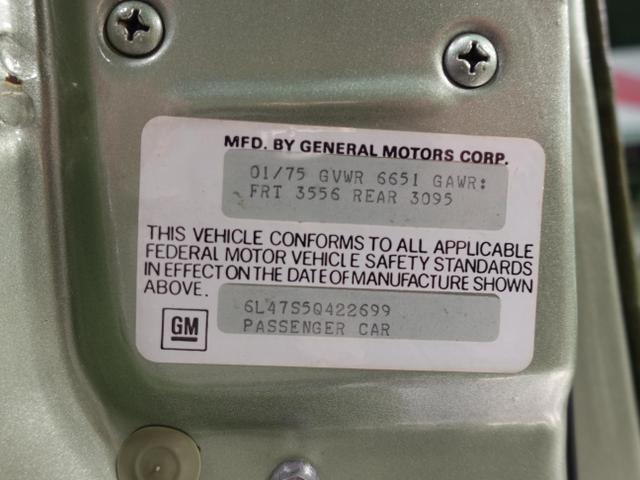 MFD. BY GENERAL MOTORS CORP.
01/75 GVWR 6651 GAWR:
FRT 3556 REAR 3095
THIS VEHICLE CONFORMS TO ALL APPLICABLE
FEDERAL MOTOR VEHICLE SAFETY STANDARDS
IN EFFECT ON THE DATE OF MANUFACTURE SHOWN
ABOVE.
6L47S5Q422699
GM PASSENGER CAR